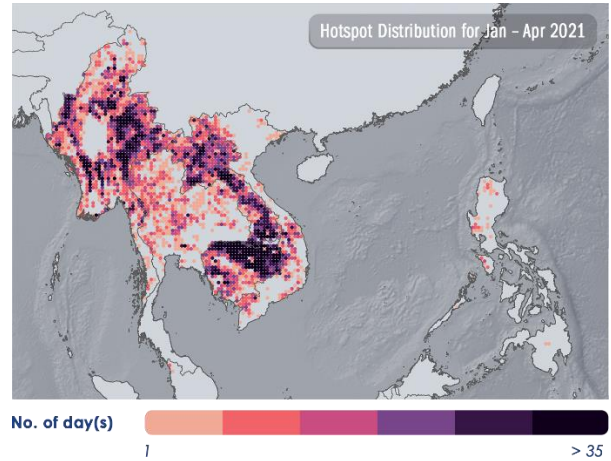 Hotspot Distribution for Jan – Apr 2021
No. of day(s)
1 > 35